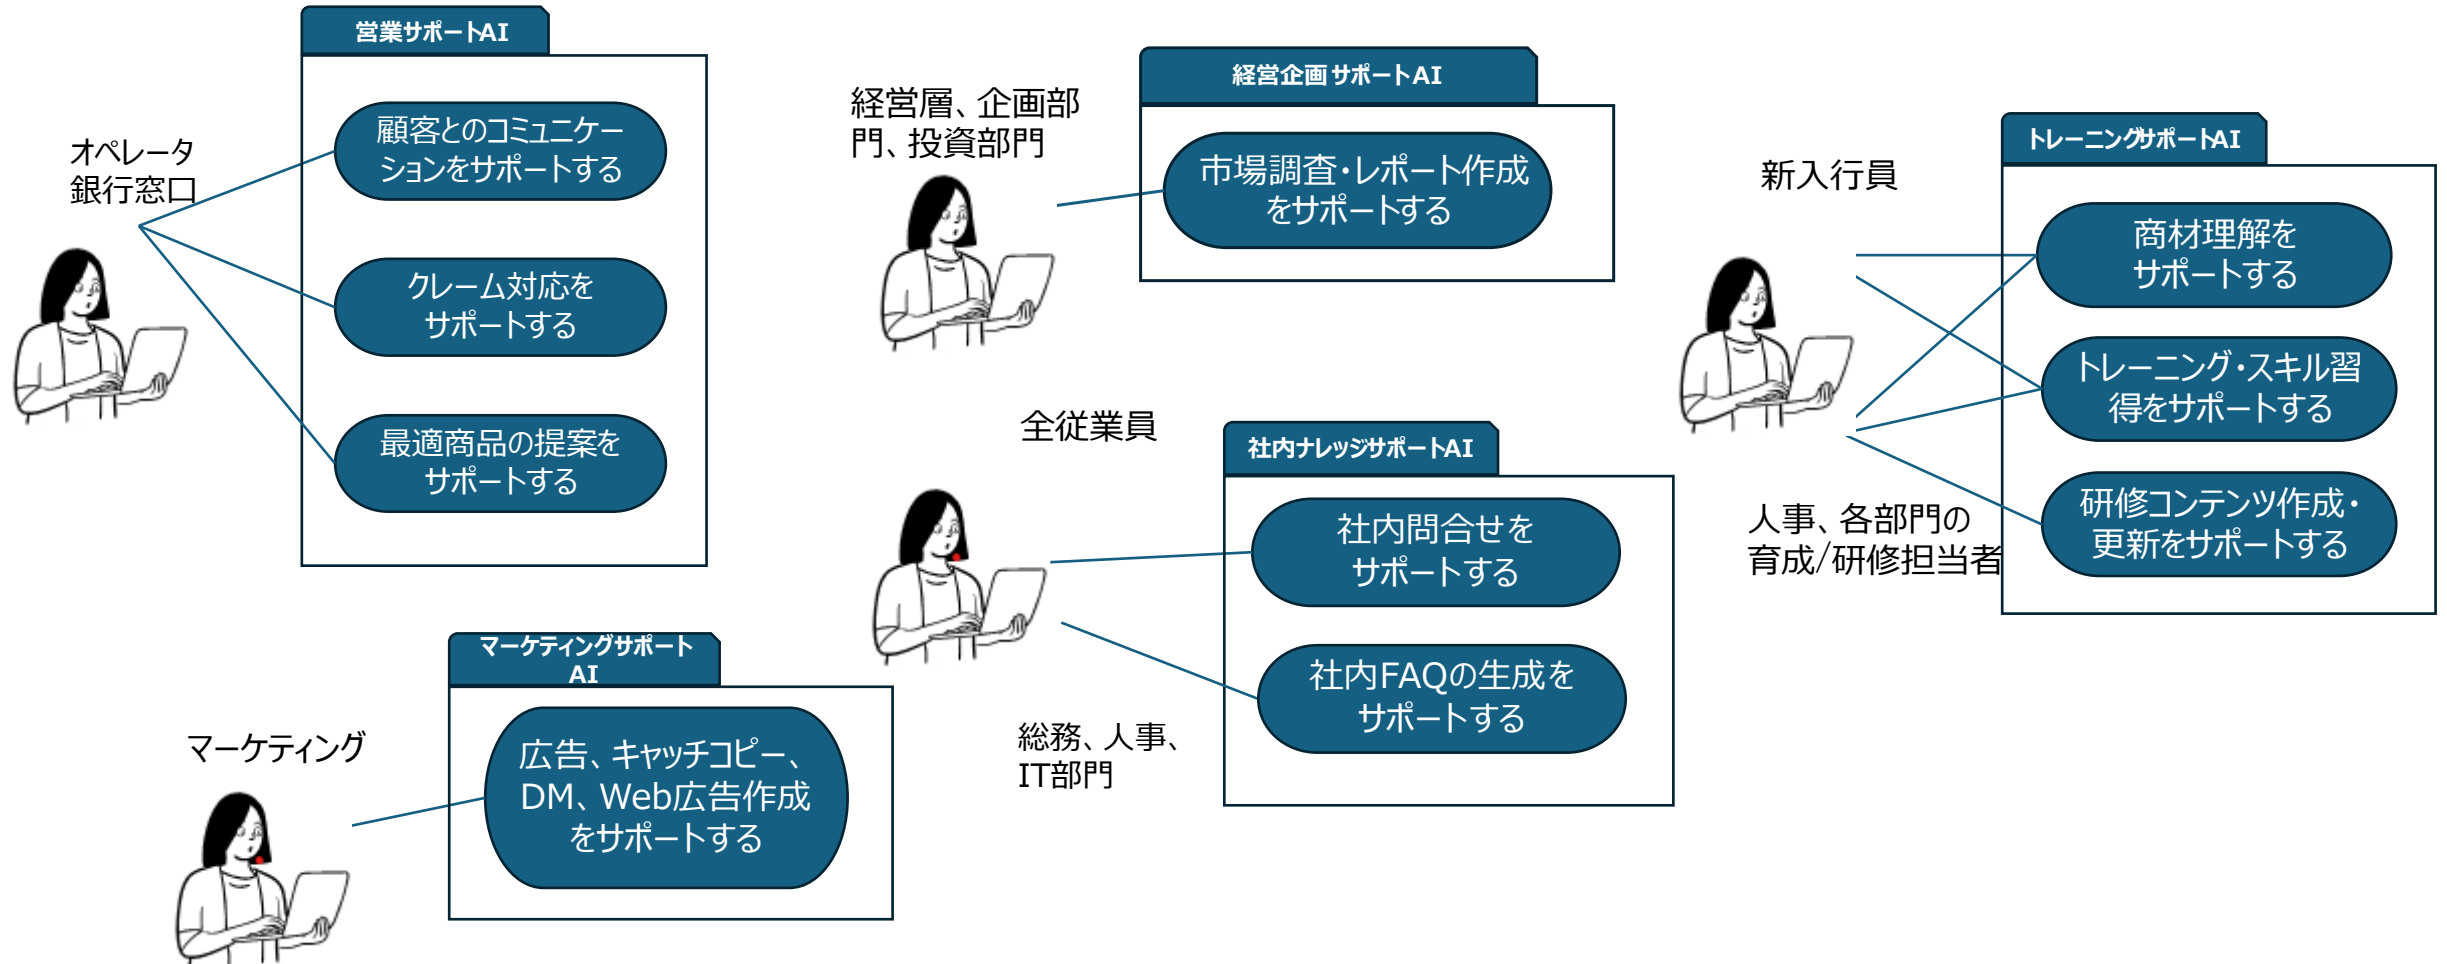 営業サポートAI
オペレータ
銀行窓口
顧客とのコミュニケー
ションをサポートする
クレーム対応を
サポートする
最適商品の提案を
サポートする
経営企画サポートAI
経営層、企画部
門、投資部門
市場調査・レポート作成
をサポートする
トレーニングサポートAI
新入行員
商材理解を
サポートする
トレーニング・スキル習
得をサポートする
研修コンテンツ作成・
更新をサポートする
人事、各部門の
育成/研修担当者
全従業員
社内ナレッジサポートAI
社内問合せを
サポートする
社内FAQの生成を
サポートする
総務、人事、
IT部門
マーケティングサポート
AI
マーケティング
広告、キャッチコピー、
DM、Web広告作成
をサポートする